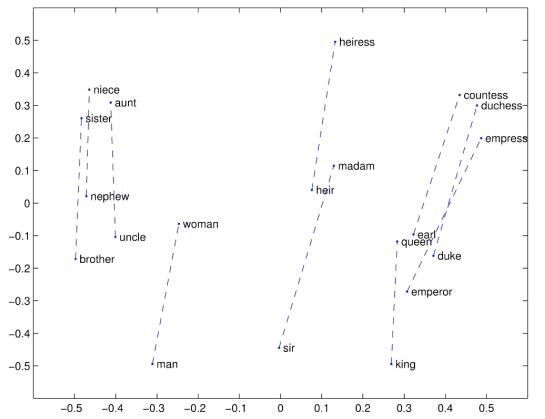 heiress
niece
aunt
countess
duchess
sister
empress
madam
nephew
heir
woman
earl
uncle
queen
brother
duke
emperor
sir
man
king
0.5
0.4
0.3
0.2
0.1
0
−0.1
−0.2
−0.3
−0.4
−0.5
−0.5 −0.4 −0.3 −0.2 −0.1 0 0.1 0.2 0.3 0.4 0.5